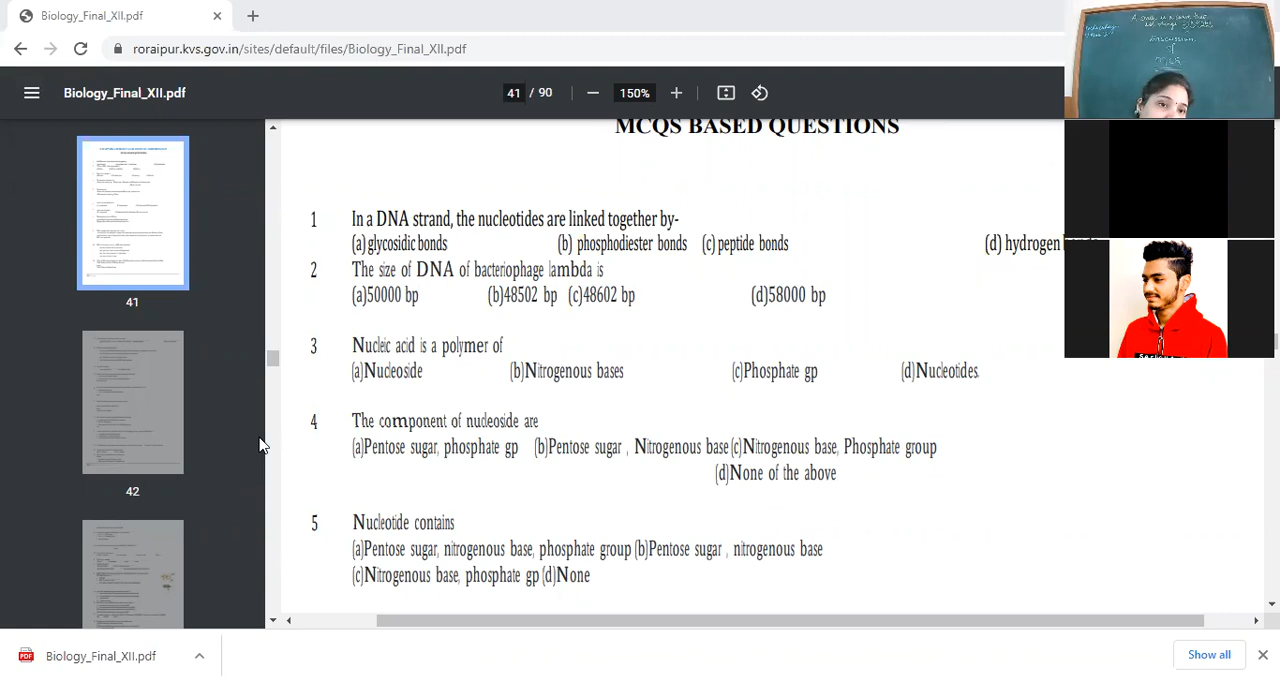 Biology_Final_XII.pdf
roraipur.kvs.gov.in/sites/default/files/Biology_Final_XII.pdf
Biology_Final_XII.pdf
41 / 90
150%
MCQS BASED QUESTIONS
1 In a DNA strand, the nucleotides are linked together by-
(a) glycosidic bonds (b) phosphodiester bonds (c) peptide bonds (d) hydrogen
2 The size of DNA of bacteriophage lambda is
(a)50000 bp (b)48502 bp (c)48602 bp (d)58000 bp
3 Nucleic acid is a polymer of
(a)Nucleoside (b)Nitrogenous bases (c)Phosphate gp (d)Nucleotides.
4 The component of nucleoside are
(a)Pentose sugar, phosphate gp (b)Pentose sugar , Nitrogenous base (c)Nitrogenous base, Phosphate group
(d)None of the above
5 Nucleotide contains
(a)Pentose sugar, nitrogenous base, phosphate group (b)Pentose sugar , nitrogenous base
(c)Nitrogenous base, phosphate gp (d)None
41
42
Biology_Final_XII.pdf
Show all
Discussion
of